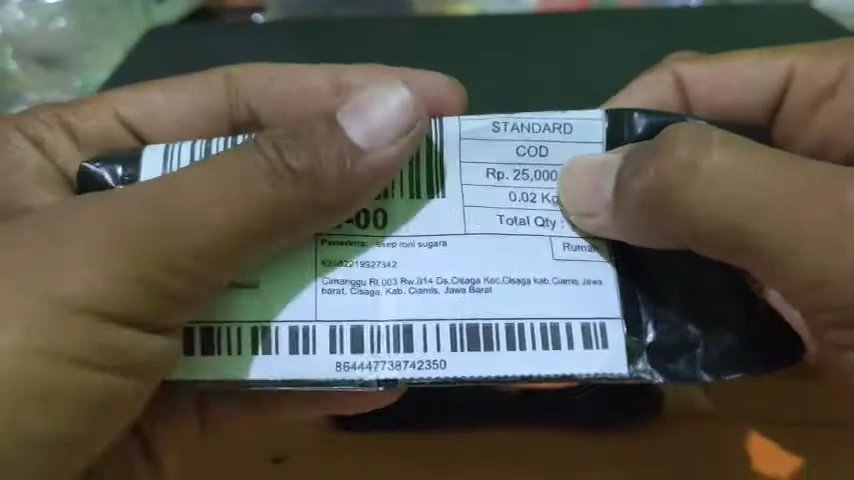 STANDARD
COD
Rp. 25,000
0.02 Kg
Total Qty :
-00
Penerima: asep roni sugara
Rumah
6282219927342
Cimanggu Rt.003 Rw.014 Ds.Cisaga Kec.Cisaga kab.Ciamis Jawa
barat, Cisaga, Kab. Ciamis, Jawa Barat
864447738742350